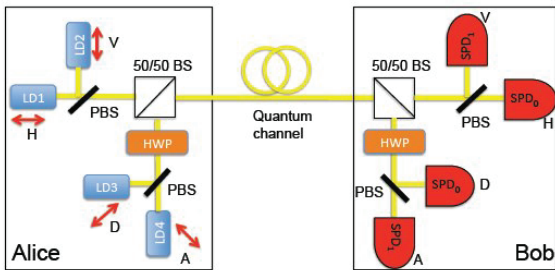 LD2
V
50/50 BS
LD1
PBS
H
HWP
LD3
PBS
D
LD4
A
Alice
Quantum
channel
V
SPD₁
50/50 BS
SPD₀
PBS
H
HWP
PBS
SPD₀
D
SPD₁
A
Bob